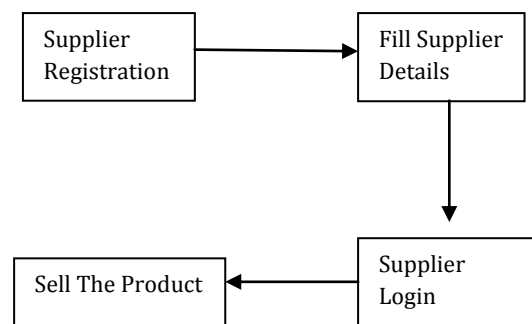 Supplier
Registration
Fill Supplier
Details
Supplier
Login
Sell The Product